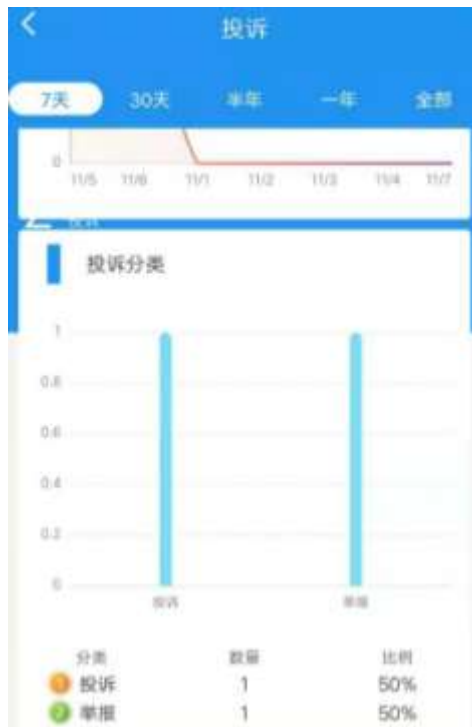 投诉
7天 30天 半年 一年 全部
0
11/5 11/6 11/1 11/2 11/3 11/4 11/7
投诉分类
1
0.8
0.6
0.4
0.2
0
投诉 举报
分类 数量 比例
1 投诉 1 50%
2 举报 1 50%